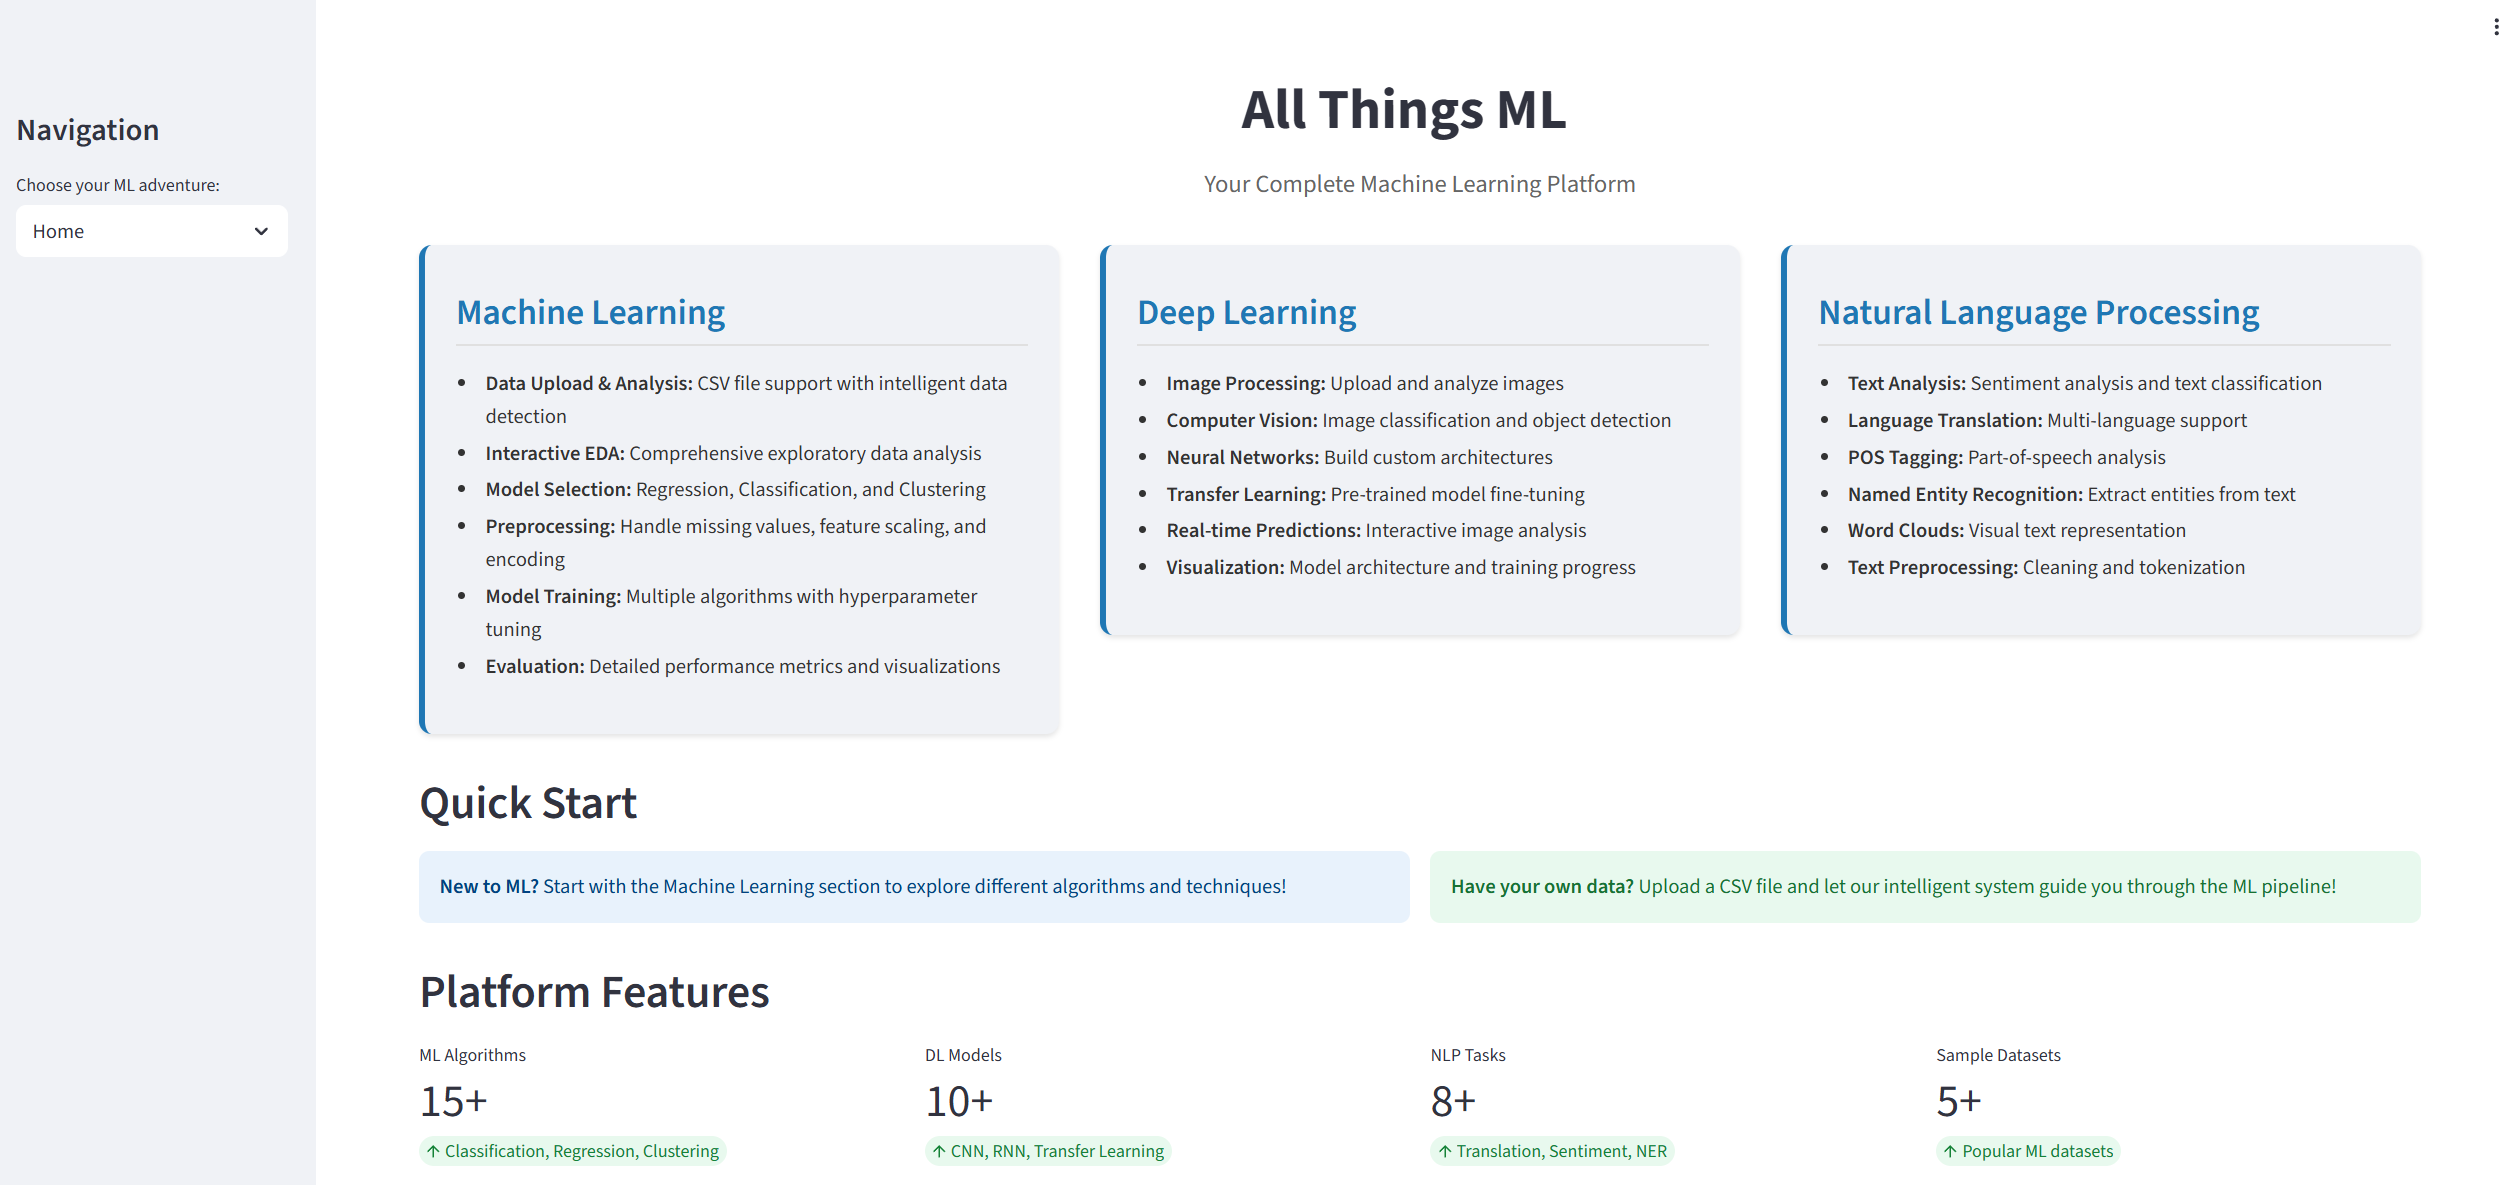 Navigation
Choose your ML adventure:
Home
All Things ML
Your Complete Machine Learning Platform
Machine Learning
Data Upload & Analysis: CSV file support with intelligent data
detection
Interactive EDA: Comprehensive exploratory data analysis
Model Selection: Regression, Classification, and Clustering
Preprocessing: Handle missing values, feature scaling, and
encoding
Model Training: Multiple algorithms with hyperparameter
tuning
Evaluation: Detailed performance metrics and visualizations
Deep Learning
Image Processing: Upload and analyze images
Computer Vision: Image classification and object detection
Neural Networks: Build custom architectures
Transfer Learning: Pre-trained model fine-tuning
Real-time Predictions: Interactive image analysis
Visualization: Model architecture and training progress
Natural Language Processing
Text Analysis: Sentiment analysis and text classification
Language Translation: Multi-language support
POS Tagging: Part-of-speech analysis
Named Entity Recognition: Extract entities from text
Word Clouds: Visual text representation
Text Preprocessing: Cleaning and tokenization
Quick Start
New to ML? Start with the Machine Learning section to explore different algorithms and techniques!
Have your own data? Upload a CSV file and let our intelligent system guide you through the ML pipeline!
Platform Features
ML Algorithms
15+
↑ Classification, Regression, Clustering
DL Models
10+
↑ CNN, RNN, Transfer Learning
NLP Tasks
8+
↑ Translation, Sentiment, NER
Sample Datasets
5+
↑ Popular ML datasets